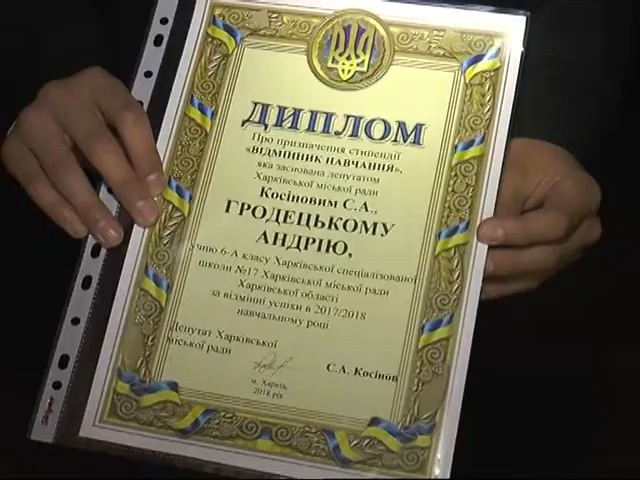 ДИПЛОМ
Про призначення стипендії
«ВІДМІННИК НАВЧАННЯ»,
яка заснована депутатом
Харківської міської ради
Косіновим С.А.,
ГРОДЕЦЬКОМУ
АНДРІЮ,
учню 6-А класу Харківської спеціалізованої
школи №17 Харківської міської ради
Харківської області
за відмінні успіхи в 2017/2018
навчальному році
Депутат Харківської
міської ради
С.А. Косінов
м. Харків,
2018 рік